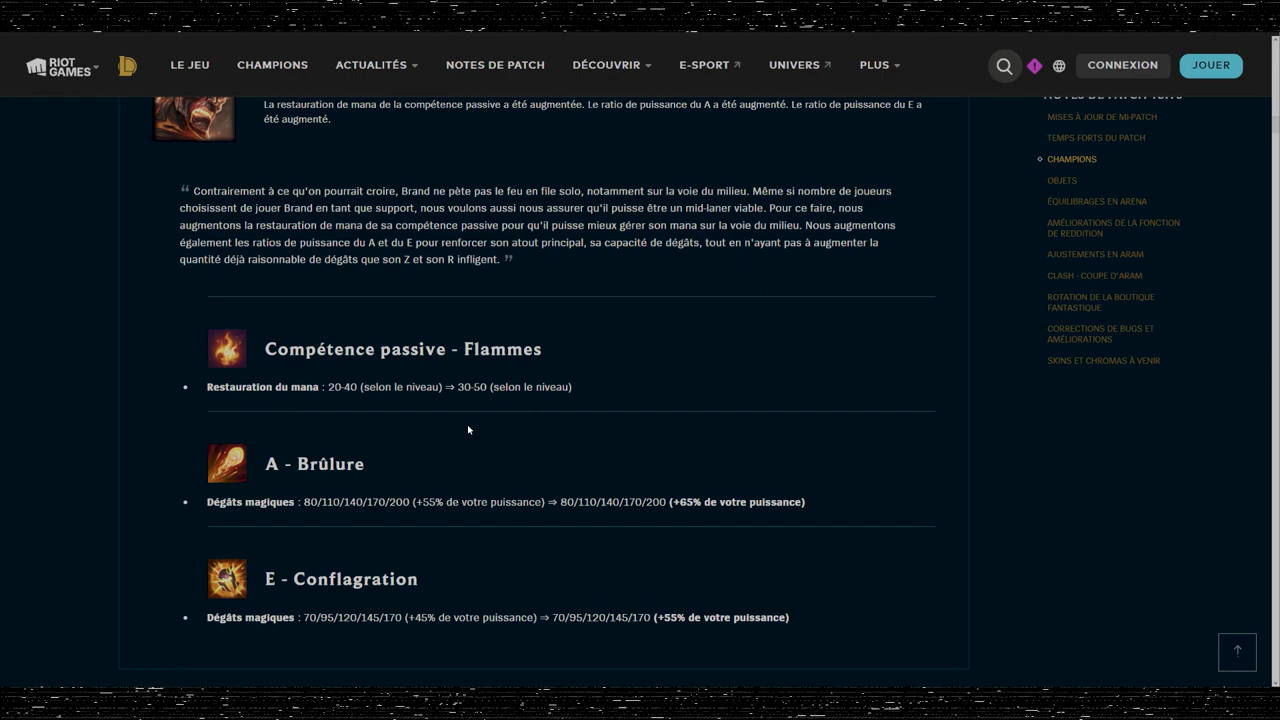 RIOT
GAMES
LE JEU
CHAMPIONS
ACTUALITÉS
NOTES DE PATCH
DÉCOUVRIR
E-SPORT
UNIVERS
PLUS
CONNEXION
JOUER
La restauration de mana de la compétence passive a été augmentée. Le ratio de puissance du A a été augmenté. Le ratio de puissance du E a
été augmenté.
“ Contrairement à ce qu'on pourrait croire, Brand ne pète pas le feu en file solo, notamment sur la voie du milieu. Même si nombre de joueurs
choisissent de jouer Brand en tant que support, nous voulons aussi nous assurer qu'il puisse être un mid-laner viable. Pour ce faire, nous
augmentons la restauration de mana de sa compétence passive pour qu'il puisse mieux gérer son mana sur la voie du milieu. Nous augmentons
également les ratios de puissance du A et du E pour renforcer son atout principal, sa capacité de dégâts, tout en n'ayant pas à augmenter la
quantité déjà raisonnable de dégâts que son Z et son R infligent. ”
Compétence passive - Flammes
• Restauration du mana : 20-40 (selon le niveau) ⇒ 30-50 (selon le niveau)
A - Brûlure
• Dégâts magiques : 80/110/140/170/200 (+55% de votre puissance) ⇒ 80/110/140/170/200 (+65% de votre puissance)
E - Conflagration
• Dégâts magiques : 70/95/120/145/170 (+45% de votre puissance) ⇒ 70/95/120/145/170 (+55% de votre puissance)
MISES À JOUR DE MI-PATCH
TEMPS FORTS DU PATCH
CHAMPIONS
OBJETS
ÉQUILIBRAGES EN ARENA
AMÉLIORATIONS DE LA FONCTION
DE REDDITION
AJUSTEMENTS EN ARAM
CLASH - COUPE D'ARAM
ROTATION DE LA BOUTIQUE
FANTASTIQUE
CORRECTIONS DE BUGS ET
AMÉLIORATIONS
SKINS ET CHROMAS À VENIR